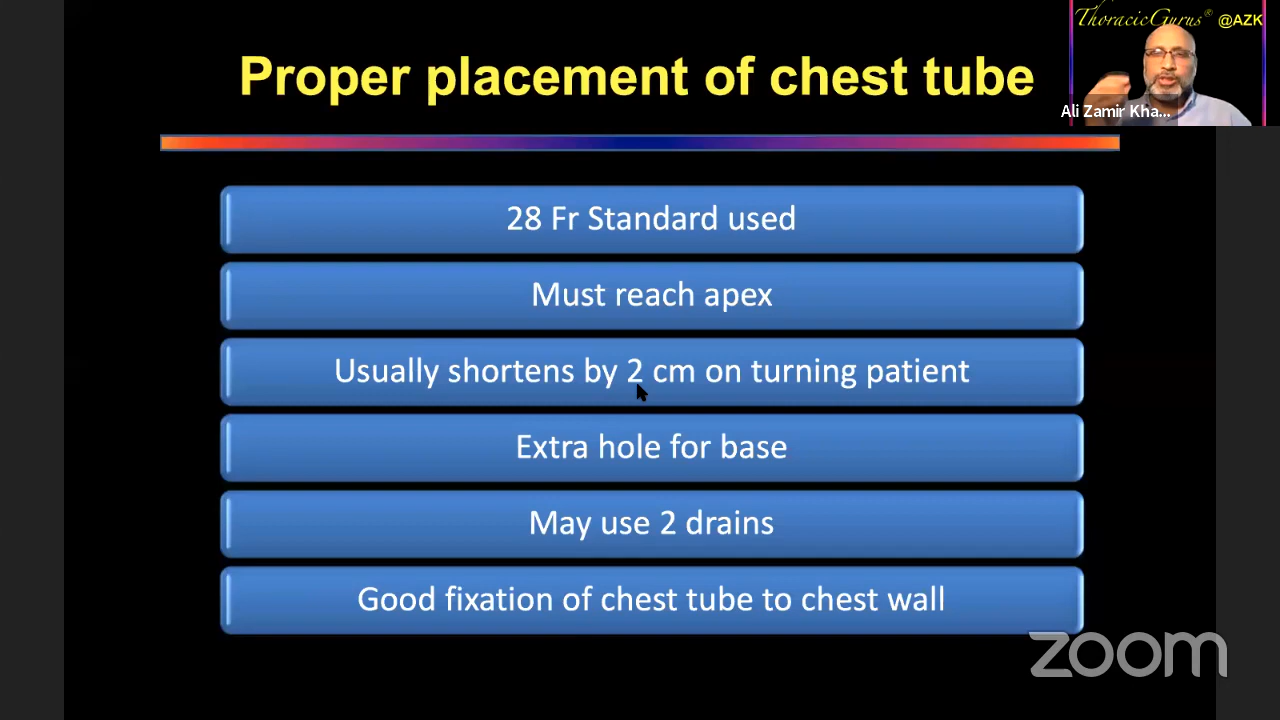 ThoracicGurus® @AZK
Proper placement of chest tube
Ali Zamir Kha...
28 Fr Standard used
Must reach apex
Usually shortens by 2 cm on turning patient
Extra hole for base
May use 2 drains
Good fixation of chest tube to chest wall
zoom